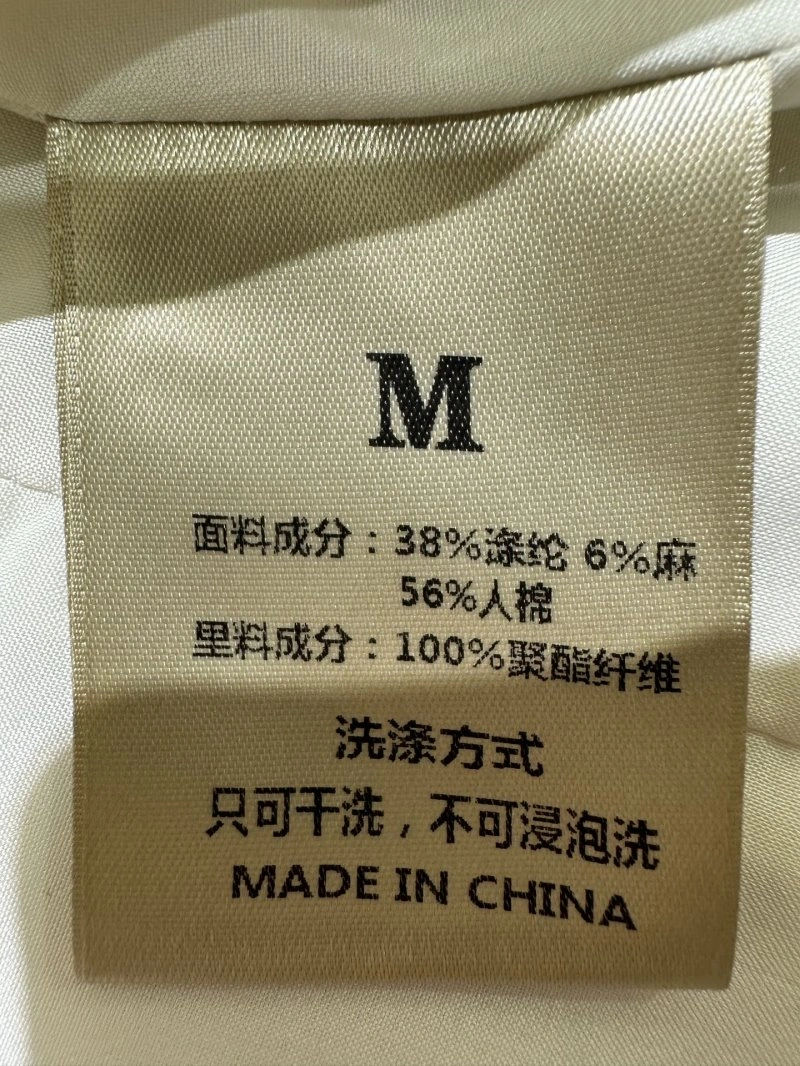 M
面料成分：38%涤纶 6%麻
56%人棉
里料成分：100%聚酯纤维
洗涤方式
只可干洗，不可浸泡洗
MADE IN CHINA